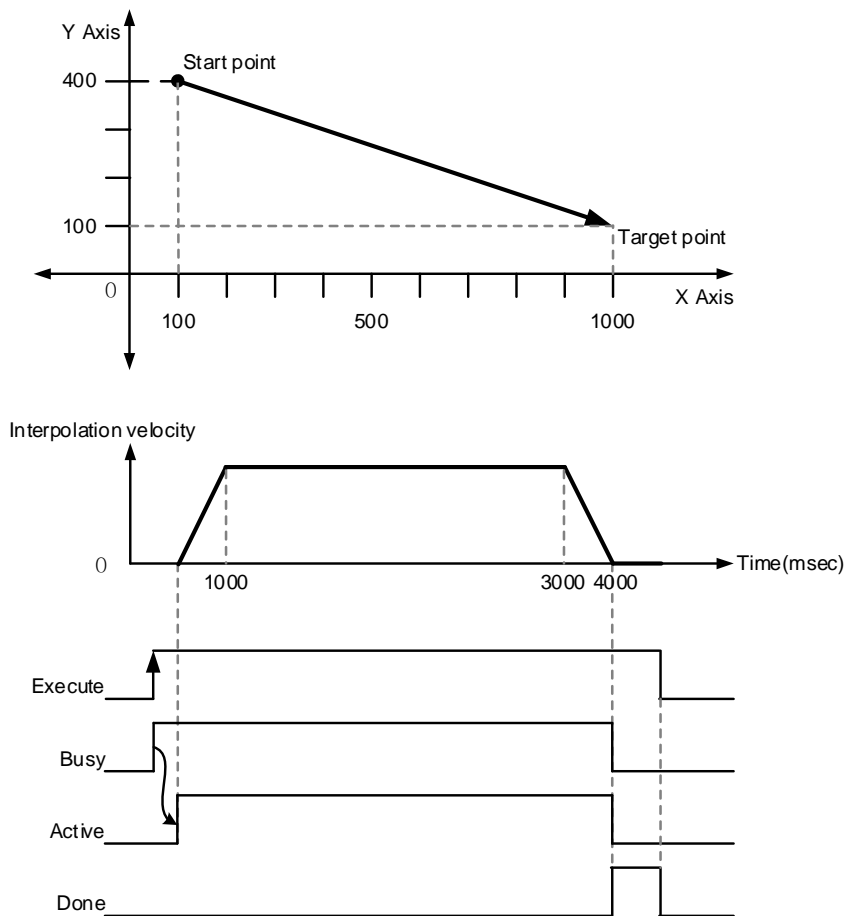 Y Axis
Start point
400
100
Target point
0
X Axis
100
500
1000
Interpolation velocity
0
Time(msec)
1000
3000
4000
Execute
Busy
Active
Done